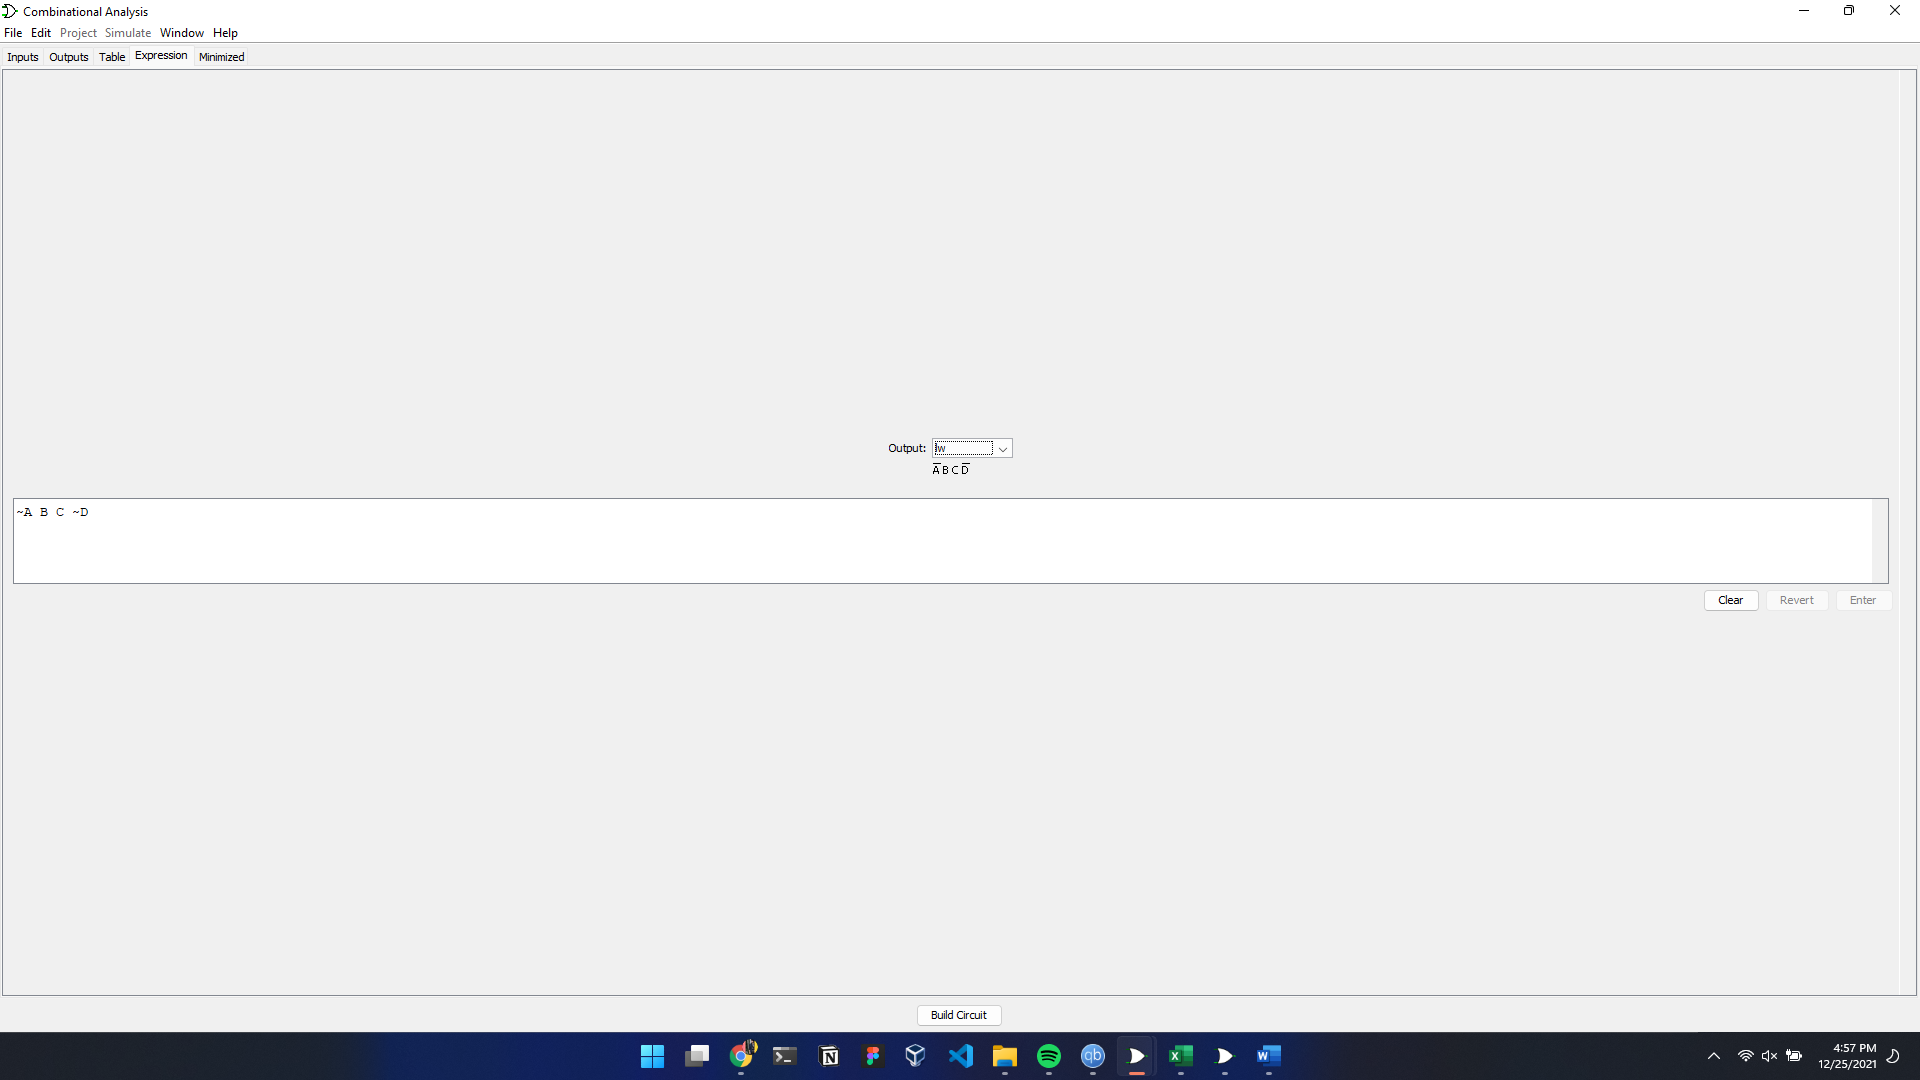 Combinational Analysis
File Edit Project Simulate Window Help
Inputs Outputs Table Expression Minimized
Output: lw
A̅ B C D̅
~A B C ~D
Clear Revert Enter
Build Circuit
4:57 PM
12/25/2021